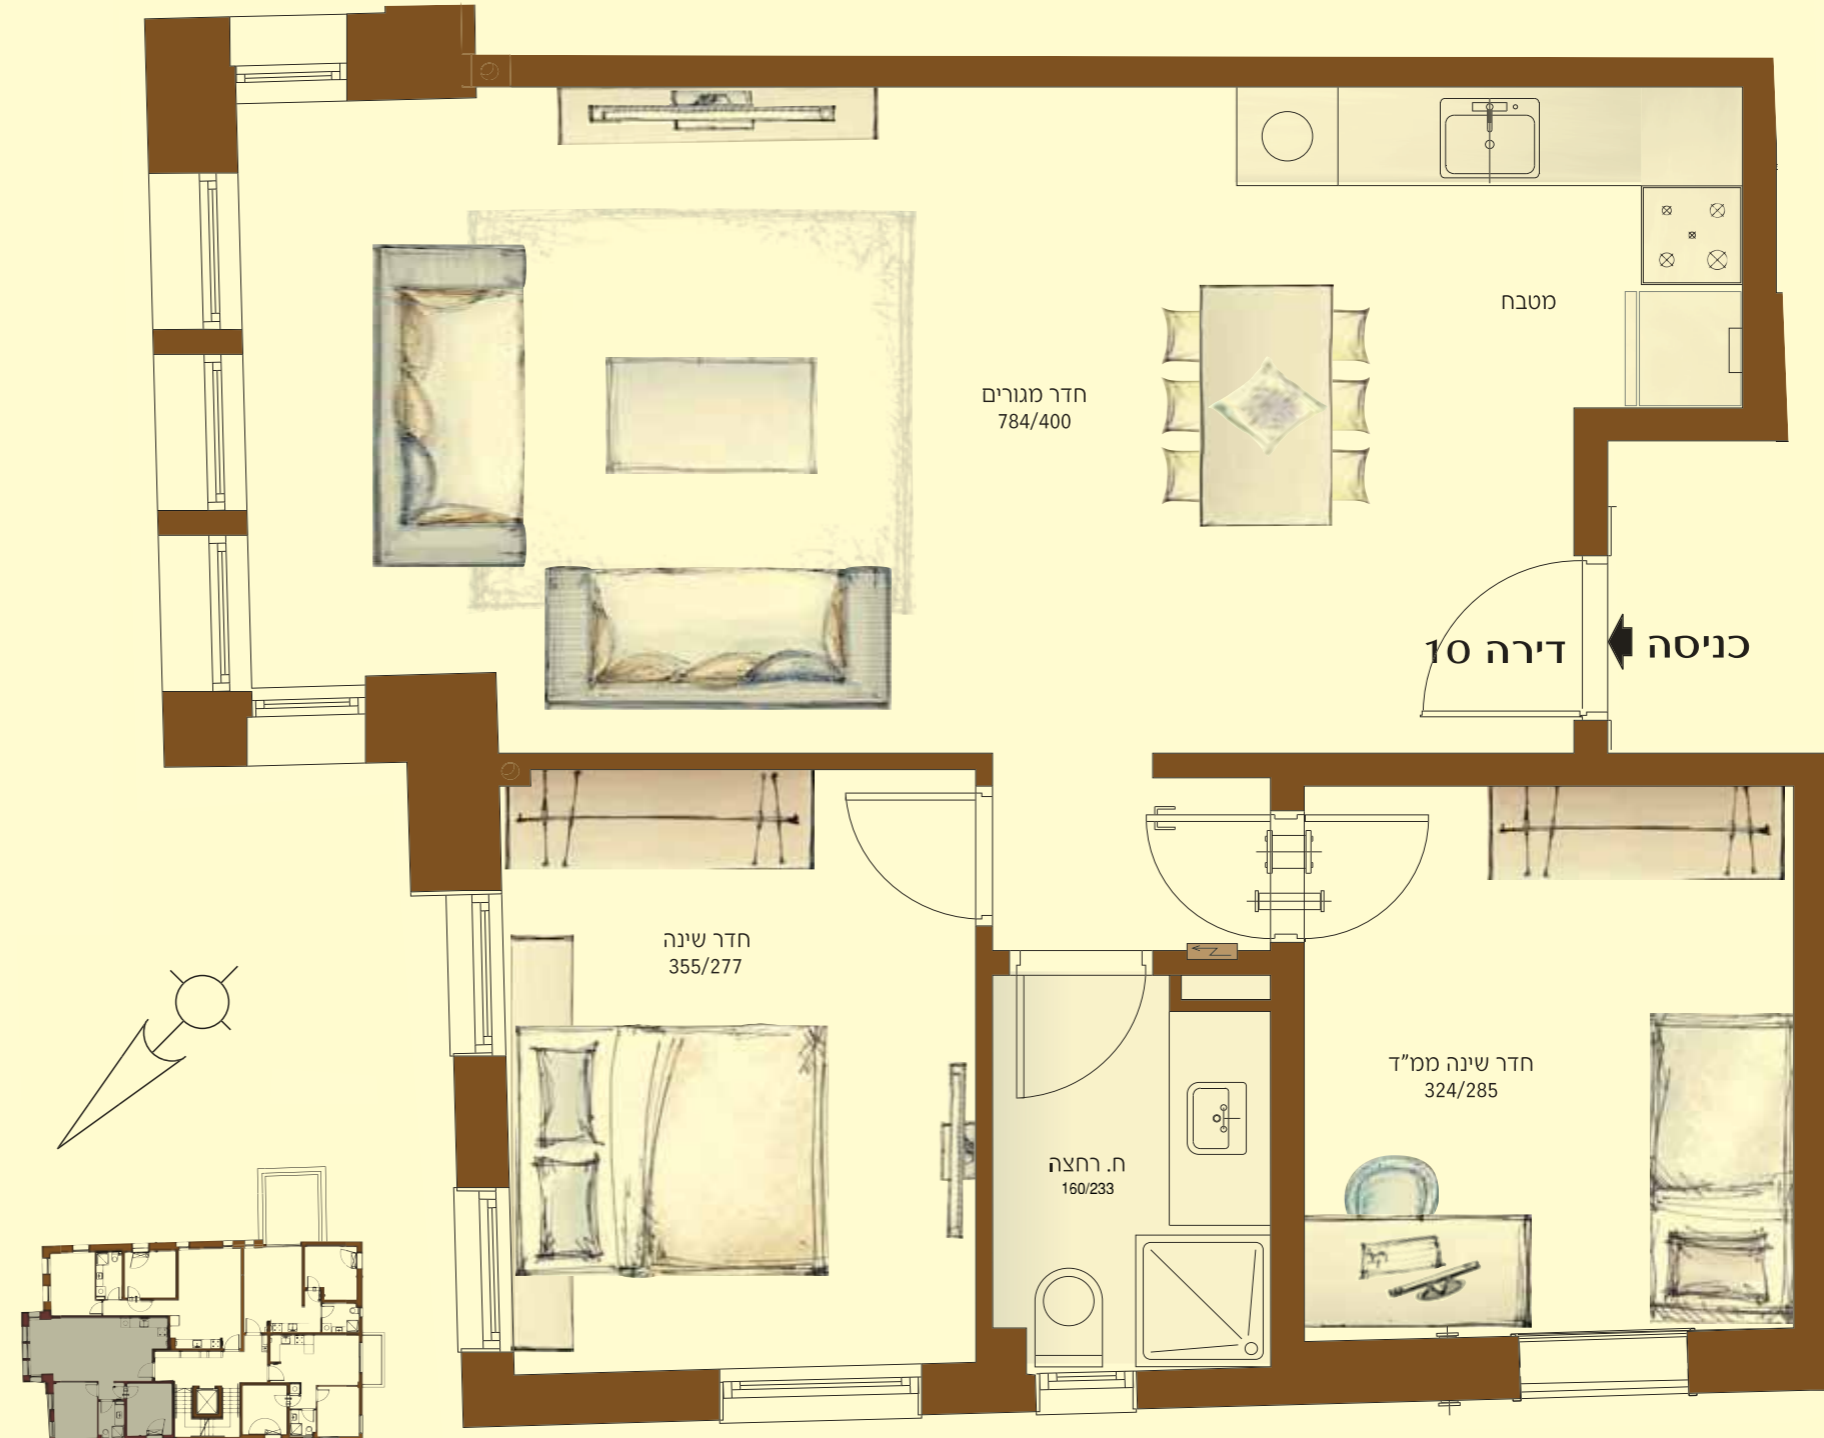 מטבח
חדר מגורים
784/400
כניסה
דירה 10
חדר שינה
355/277
חדר שינה ממ"ד
324/285
ח. רחצה
160/233